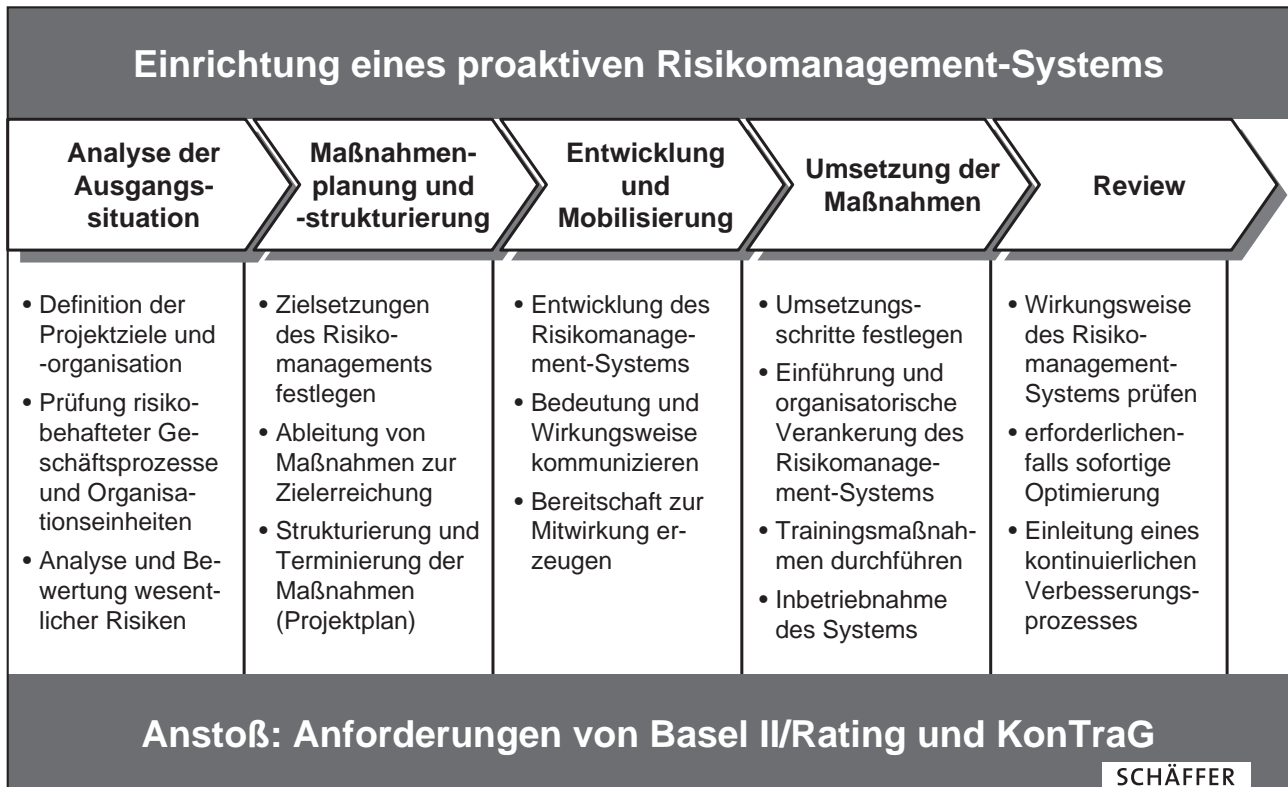 Einrichtung eines proaktiven Risikomanagement-Systems
Analyse der
Ausgangs-
situation
Maßnahmen-
planung und
-strukturierung
Entwicklung
und
Mobilisierung
Umsetzung der
Maßnahmen
Review
• Definition der
Projektziele und
-organisation
• Prüfung risiko-
behafteter Ge-
schäftsprozesse
und Organisa-
tionseinheiten
• Analyse und Be-
wertung wesent-
licher Risiken
• Zielsetzungen
des Risiko-
managements
festlegen
• Ableitung von
Maßnahmen zur
Zielerreichung
• Strukturierung und
Terminierung der
Maßnahmen
(Projektplan)
• Entwicklung des
Risikomanage-
ment-Systems
• Bedeutung und
Wirkungsweise
kommunizieren
• Bereitschaft zur
Mitwirkung er-
zeugen
• Umsetzungs-
schritte festlegen
• Einführung und
organisatorische
Verankerung des
Risikomanage-
ment-Systems
• Trainingsmaßnah-
men durchführen
• Inbetriebnahme
des Systems
• Wirkungsweise
des Risiko-
management-
Systems prüfen
• erforderlichen-
falls sofortige
Optimierung
• Einleitung eines
kontinuierlichen
Verbesserungs-
prozesses
Anstoß: Anforderungen von Basel II/Rating und KonTraG
SCHÄFFER